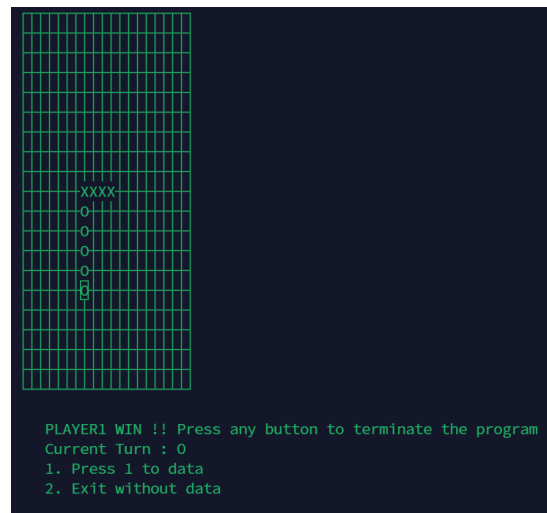 XXXX
O
O
O
O
O
PLAYER1 WIN !! Press any button to terminate the program
Current Turn : O
1. Press 1 to data
2. Exit without data